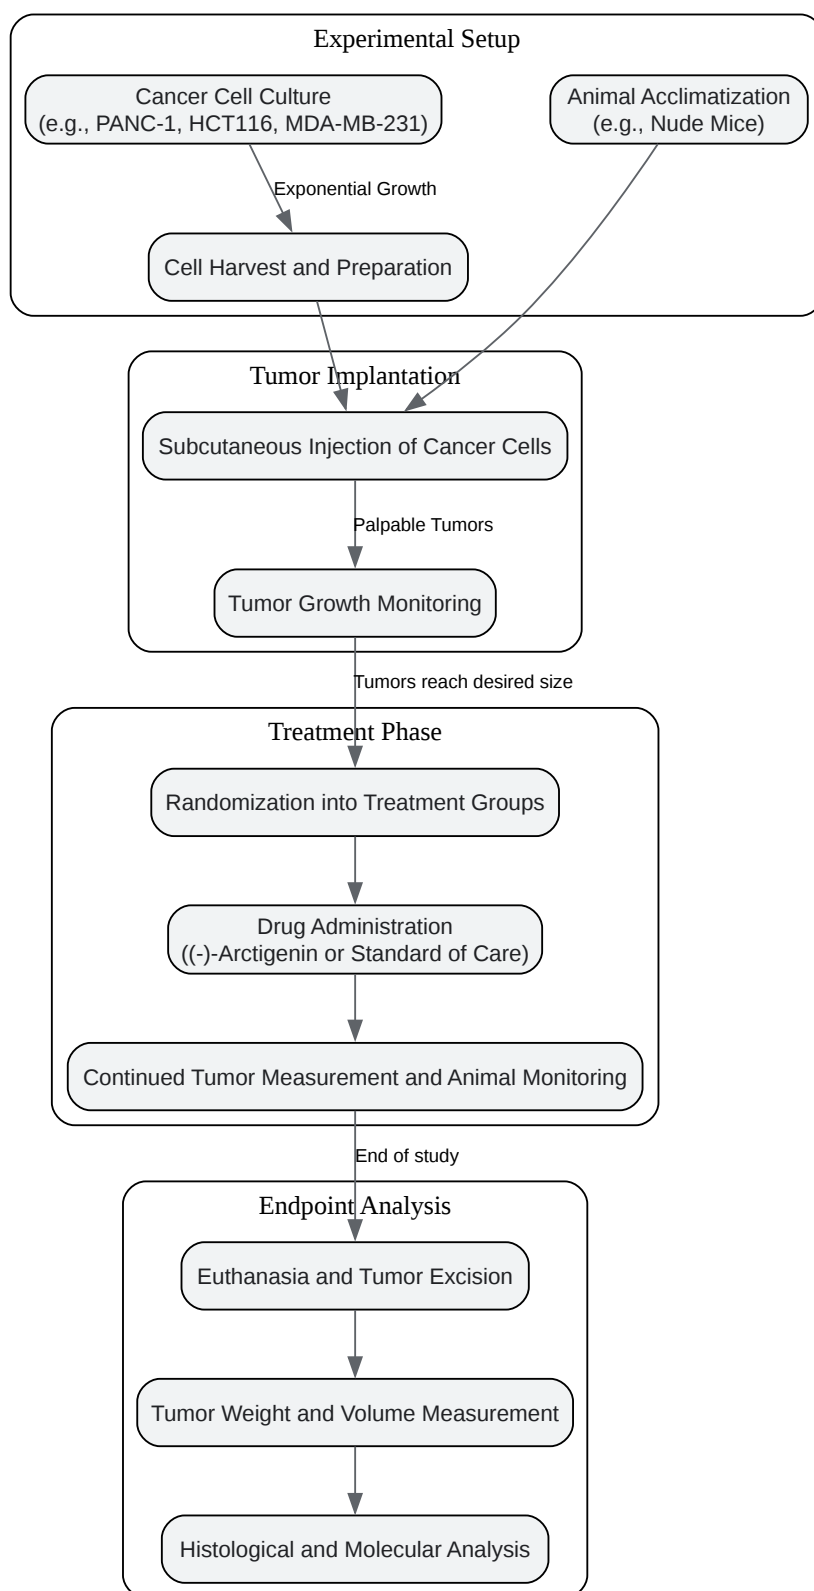 Experimental Setup
Cancer Cell Culture
(e.g., PANC-1, HCT116, MDA-MB-231)
Animal Acclimatization
(e.g., Nude Mice)
Exponential Growth
Cell Harvest and Preparation
Tumor Implantation
Subcutaneous Injection of Cancer Cells
Palpable Tumors
Tumor Growth Monitoring
Tumors reach desired size
Treatment Phase
Randomization into Treatment Groups
Drug Administration
((-)-Arctigenin or Standard of Care)
Continued Tumor Measurement and Animal Monitoring
End of study
Endpoint Analysis
Euthanasia and Tumor Excision
Tumor Weight and Volume Measurement
Histological and Molecular Analysis